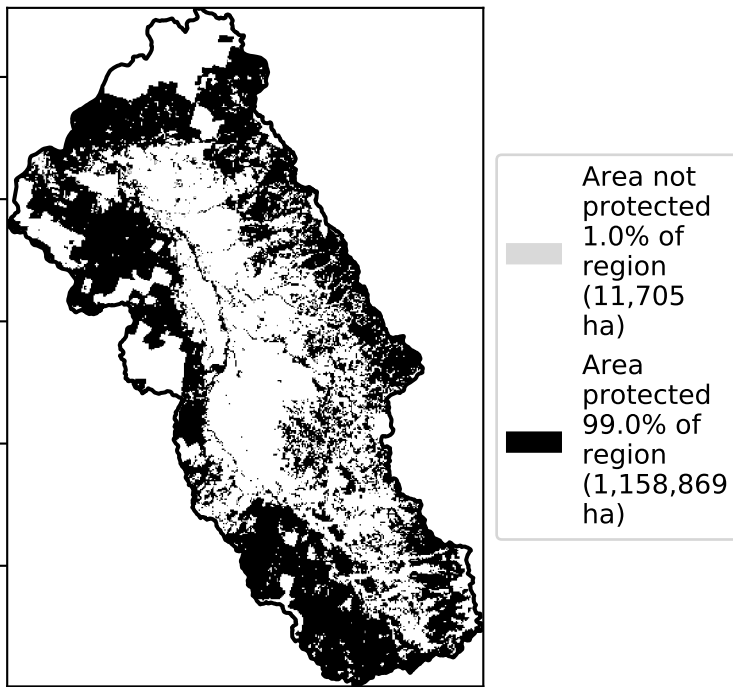 Area not
protected
1.0% of
region
(11,705
ha)
Area
protected
99.0% of
region
(1,158,869
ha)